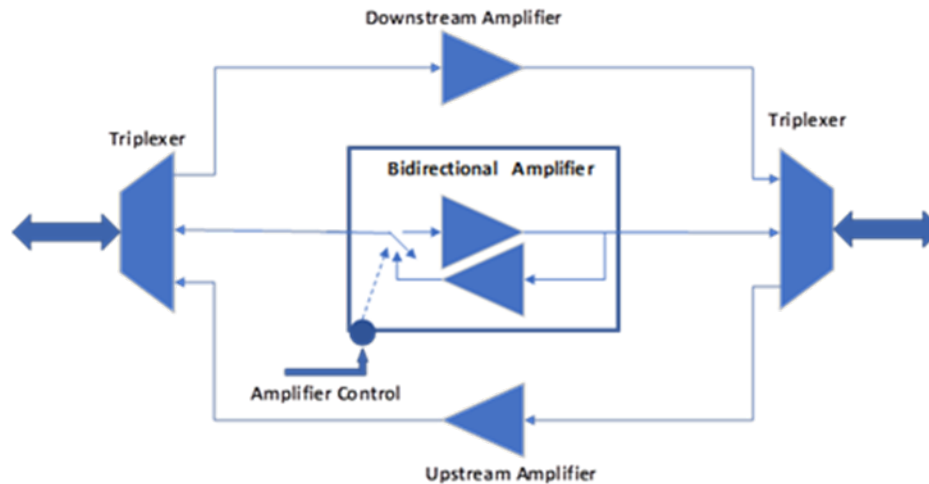 Downstream Amplifier
Triplexer
Triplexer
Bidirectional Amplifier
Amplifier Control
Upstream Amplifier